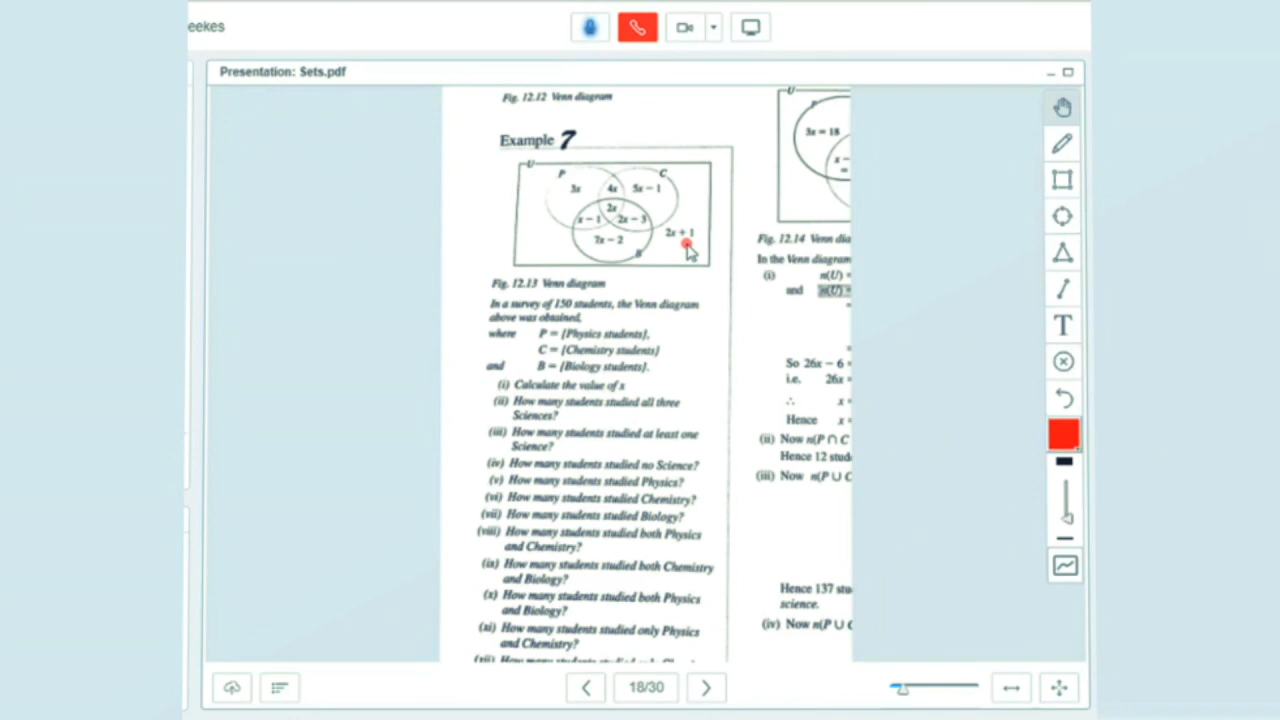 eekes
Presentation: Sets.pdf
Fig. 12.12 Venn diagram
Example 7
U
P
C
3x
4x
5x − 1
2x
x − 1
2x − 3
7x − 2
2x + 1
B
Fig. 12.13 Venn diagram
In a survey of 150 students, the Venn diagram
above was obtained,
where P = {Physics students},
C = {Chemistry students}
and B = {Biology students}.
(i) Calculate the value of x
(ii) How many students studied all three
Sciences?
(iii) How many students studied at least one
Science?
(iv) How many students studied no Science?
(v) How many students studied Physics?
(vi) How many students studied Chemistry?
(vii) How many students studied Biology?
(viii) How many students studied both Physics
and Chemistry?
(ix) How many students studied both Chemistry
and Biology?
(x) How many students studied both Physics
and Biology?
(xi) How many students studied only Physics
and Chemistry?
U
P
3x = 18
x −
=
Fig. 12.14 Venn dia
In the Venn diagram
(i) n(U) =
and n(U) =
=
=
So 26x − 6 =
i.e. 26x =
∴ x =
Hence x =
(ii) Now n(P ∩ C
Hence 12 stud
(iii) Now n(P ∪ C
Hence 137 stu
science.
(iv) Now n(P ∪ C
T
18/30